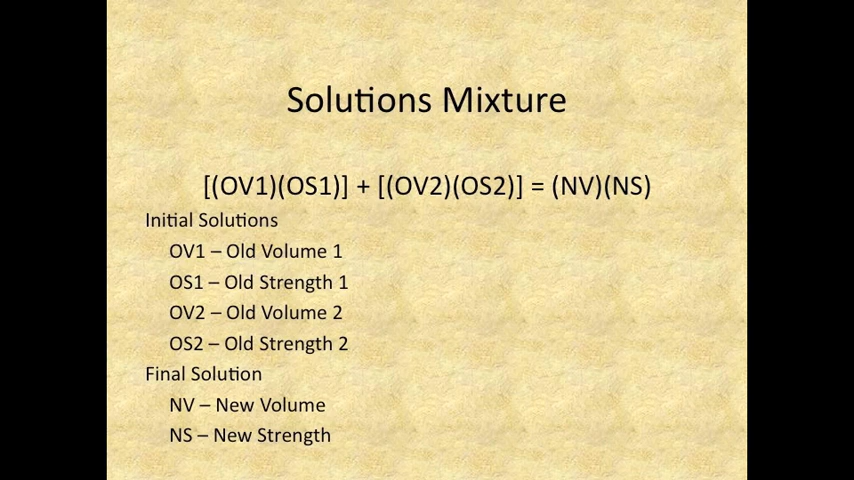 Solutions Mixture
[(OV1)(OS1)] + [(OV2)(OS2)] = (NV)(NS)
Initial Solutions
OV1 – Old Volume 1
OS1 – Old Strength 1
OV2 – Old Volume 2
OS2 – Old Strength 2
Final Solution
NV – New Volume
NS – New Strength